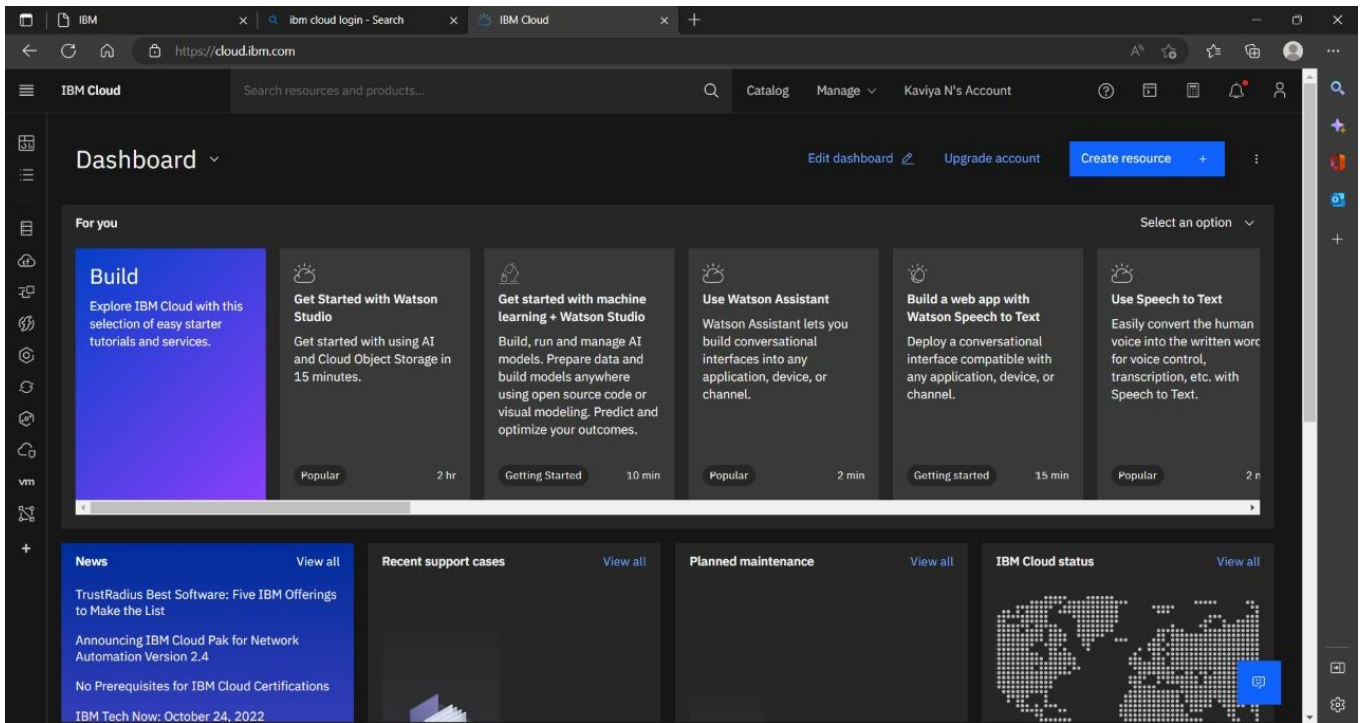 IBM
ibm cloud login - Search
IBM Cloud
https://cloud.ibm.com
IBM Cloud
Search resources and products...
Catalog
Manage
Kaviya N's Account
Dashboard
Edit dashboard
Upgrade account
Create resource +
For you
Select an option
Build
Explore IBM Cloud with this
selection of easy starter
tutorials and services.
Get Started with Watson
Studio
Get started with using AI
and Cloud Object Storage in
15 minutes.
Popular
2 hr
Get started with machine
learning + Watson Studio
Build, run and manage AI
models. Prepare data and
build models anywhere
using open source code or
visual modeling. Predict and
optimize your outcomes.
Getting Started
10 min
Use Watson Assistant
Watson Assistant lets you
build conversational
interfaces into any
application, device, or
channel.
Popular
2 min
Build a web app with
Watson Speech to Text
Deploy a conversational
interface compatible with
any application, device, or
channel.
Getting started
15 min
Use Speech to Text
Easily convert the human
voice into the written word
for voice control,
transcription, etc. with
Speech to Text.
Popular
2
vm
News
View all
TrustRadius Best Software: Five IBM Offerings
to Make the List
Announcing IBM Cloud Pak for Network
Automation Version 2.4
No Prerequisites for IBM Cloud Certifications
IBM Tech Now: October 24, 2022
Recent support cases
View all
Planned maintenance
View all
IBM Cloud status
View all